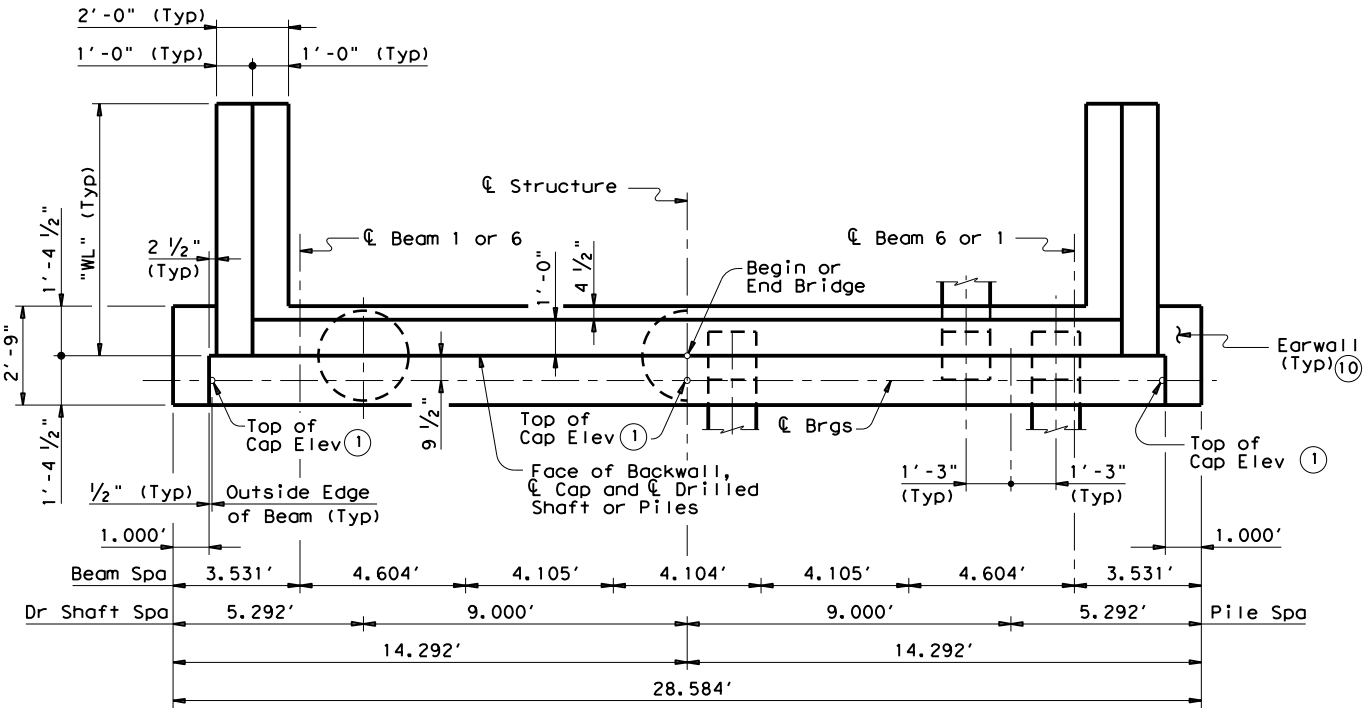 2'-0" (Typ)
1'-0" (Typ)
1'-0" (Typ)
"WL" (Typ)
℄ Structure
1'-4 1/2"
2 1/2"
(Typ)
℄ Beam 1 or 6
1'-0"
4 1/2"
℄ Beam 6 or 1
Begin or
End Bridge
2'-9"
Earwall
(Typ) 10
1'-4 1/2"
Top of
Cap Elev 1
9 1/2"
Top of
Cap Elev 1
℄ Brgs
Top of
Cap Elev 1
Face of Backwall,
℄ Cap and ℄ Drilled
Shaft or Piles
1'-3"
(Typ)
1'-3"
(Typ)
1/2" (Typ)
Outside Edge
of Beam (Typ)
1.000'
1.000'
Beam Spa 3.531' 4.604' 4.105' 4.104' 4.105' 4.604' 3.531'
Dr Shaft Spa 5.292' 9.000' 9.000' 5.292' Pile Spa
14.292' 14.292'
28.584'